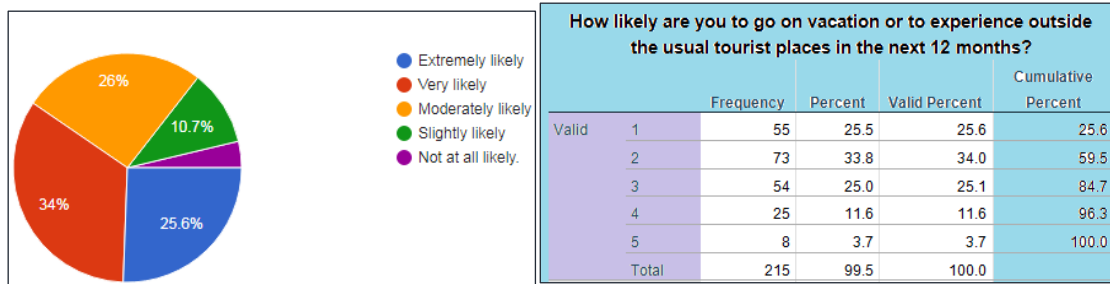 26%
10.7%
34%
25.6%
Extremely likely
Very likely
Moderately likely
Slightly likely
Not at all likely.
How likely are you to go on vacation or to experience outside
the usual tourist places in the next 12 months?
Frequency Percent Valid Percent Cumulative Percent
Valid 1 55 25.5 25.6 25.6
2 73 33.8 34.0 59.5
3 54 25.0 25.1 84.7
4 25 11.6 11.6 96.3
5 8 3.7 3.7 100.0
Total 215 99.5 100.0